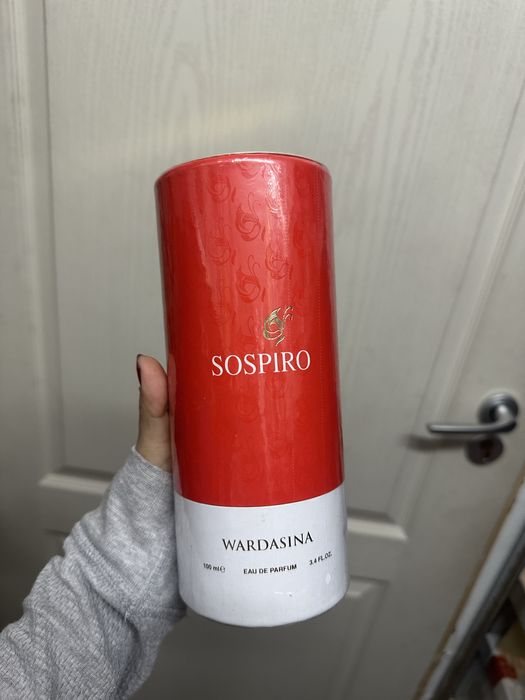 SOSPIRO
WARDASINA
100 ml℮ EAU DE PARFUM 3.4 FL.OZ.